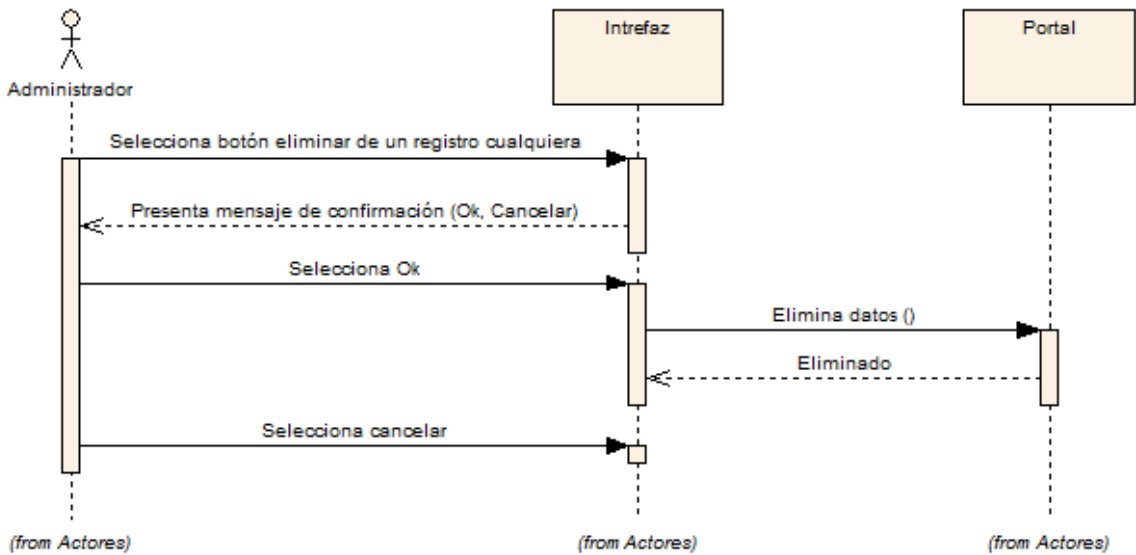 Intrefaz
Portal
Administrador
Selecciona botón eliminar de un registro cualquiera
Presenta mensaje de confirmación (Ok, Cancelar)
Selecciona Ok
Elimina datos ()
Eliminado
Selecciona cancelar
(from Actores)
(from Actores)
(from Actores)